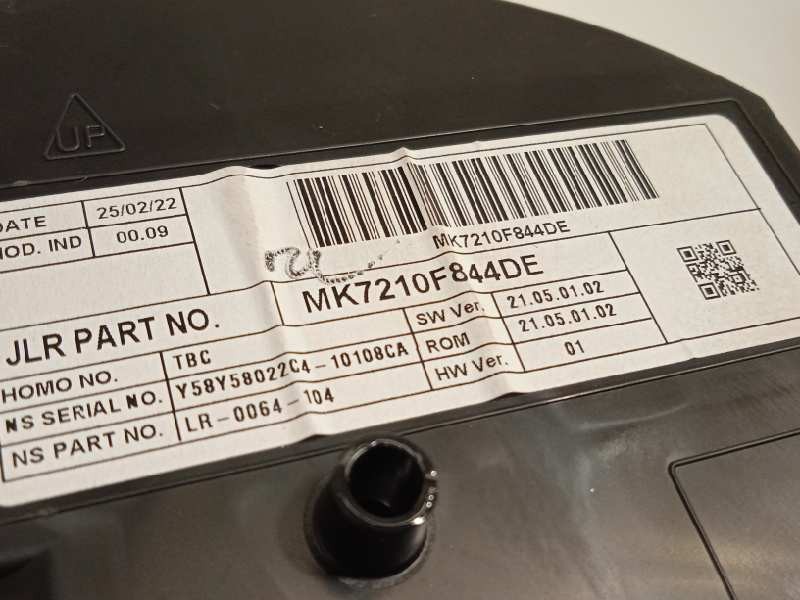 UP
DATE 25/02/22
MOD. IND 00.09
MK7210F844DE
JLR PART NO. MK7210F844DE
HOMO NO. TBC
NS SERIAL NO. Y58Y58022C4-10108CA
NS PART NO. LR-0064-104
SW Ver. 21.05.01.02
ROM 21.05.01.02
HW Ver. 01